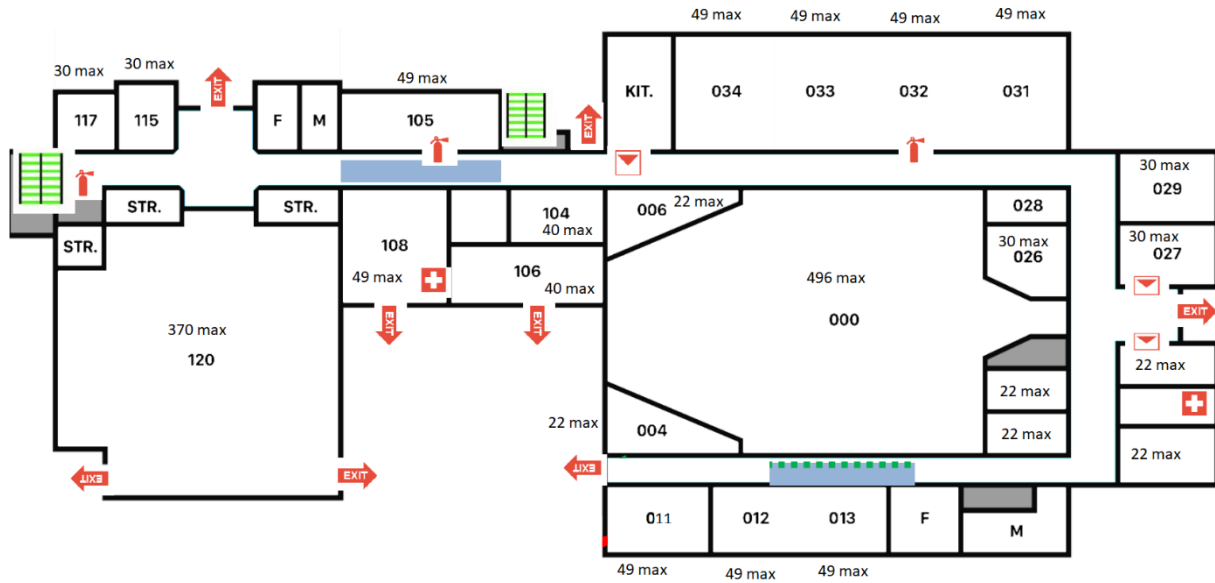 49 max
49 max
49 max
49 max
30 max
30 max
49 max
EXIT
117
115
F
M
105
EXIT
KIT.
034
033
032
031
30 max
029
STR.
STR.
STR.
104
40 max
006
22 max
028
108
49 max
106
40 max
30 max
026
30 max
027
496 max
000
EXIT
EXIT
EXIT
370 max
120
22 max
22 max
22 max
22 max
22 max
004
EXIT
EXIT
EXIT
011
012
013
F
M
49 max
49 max
49 max